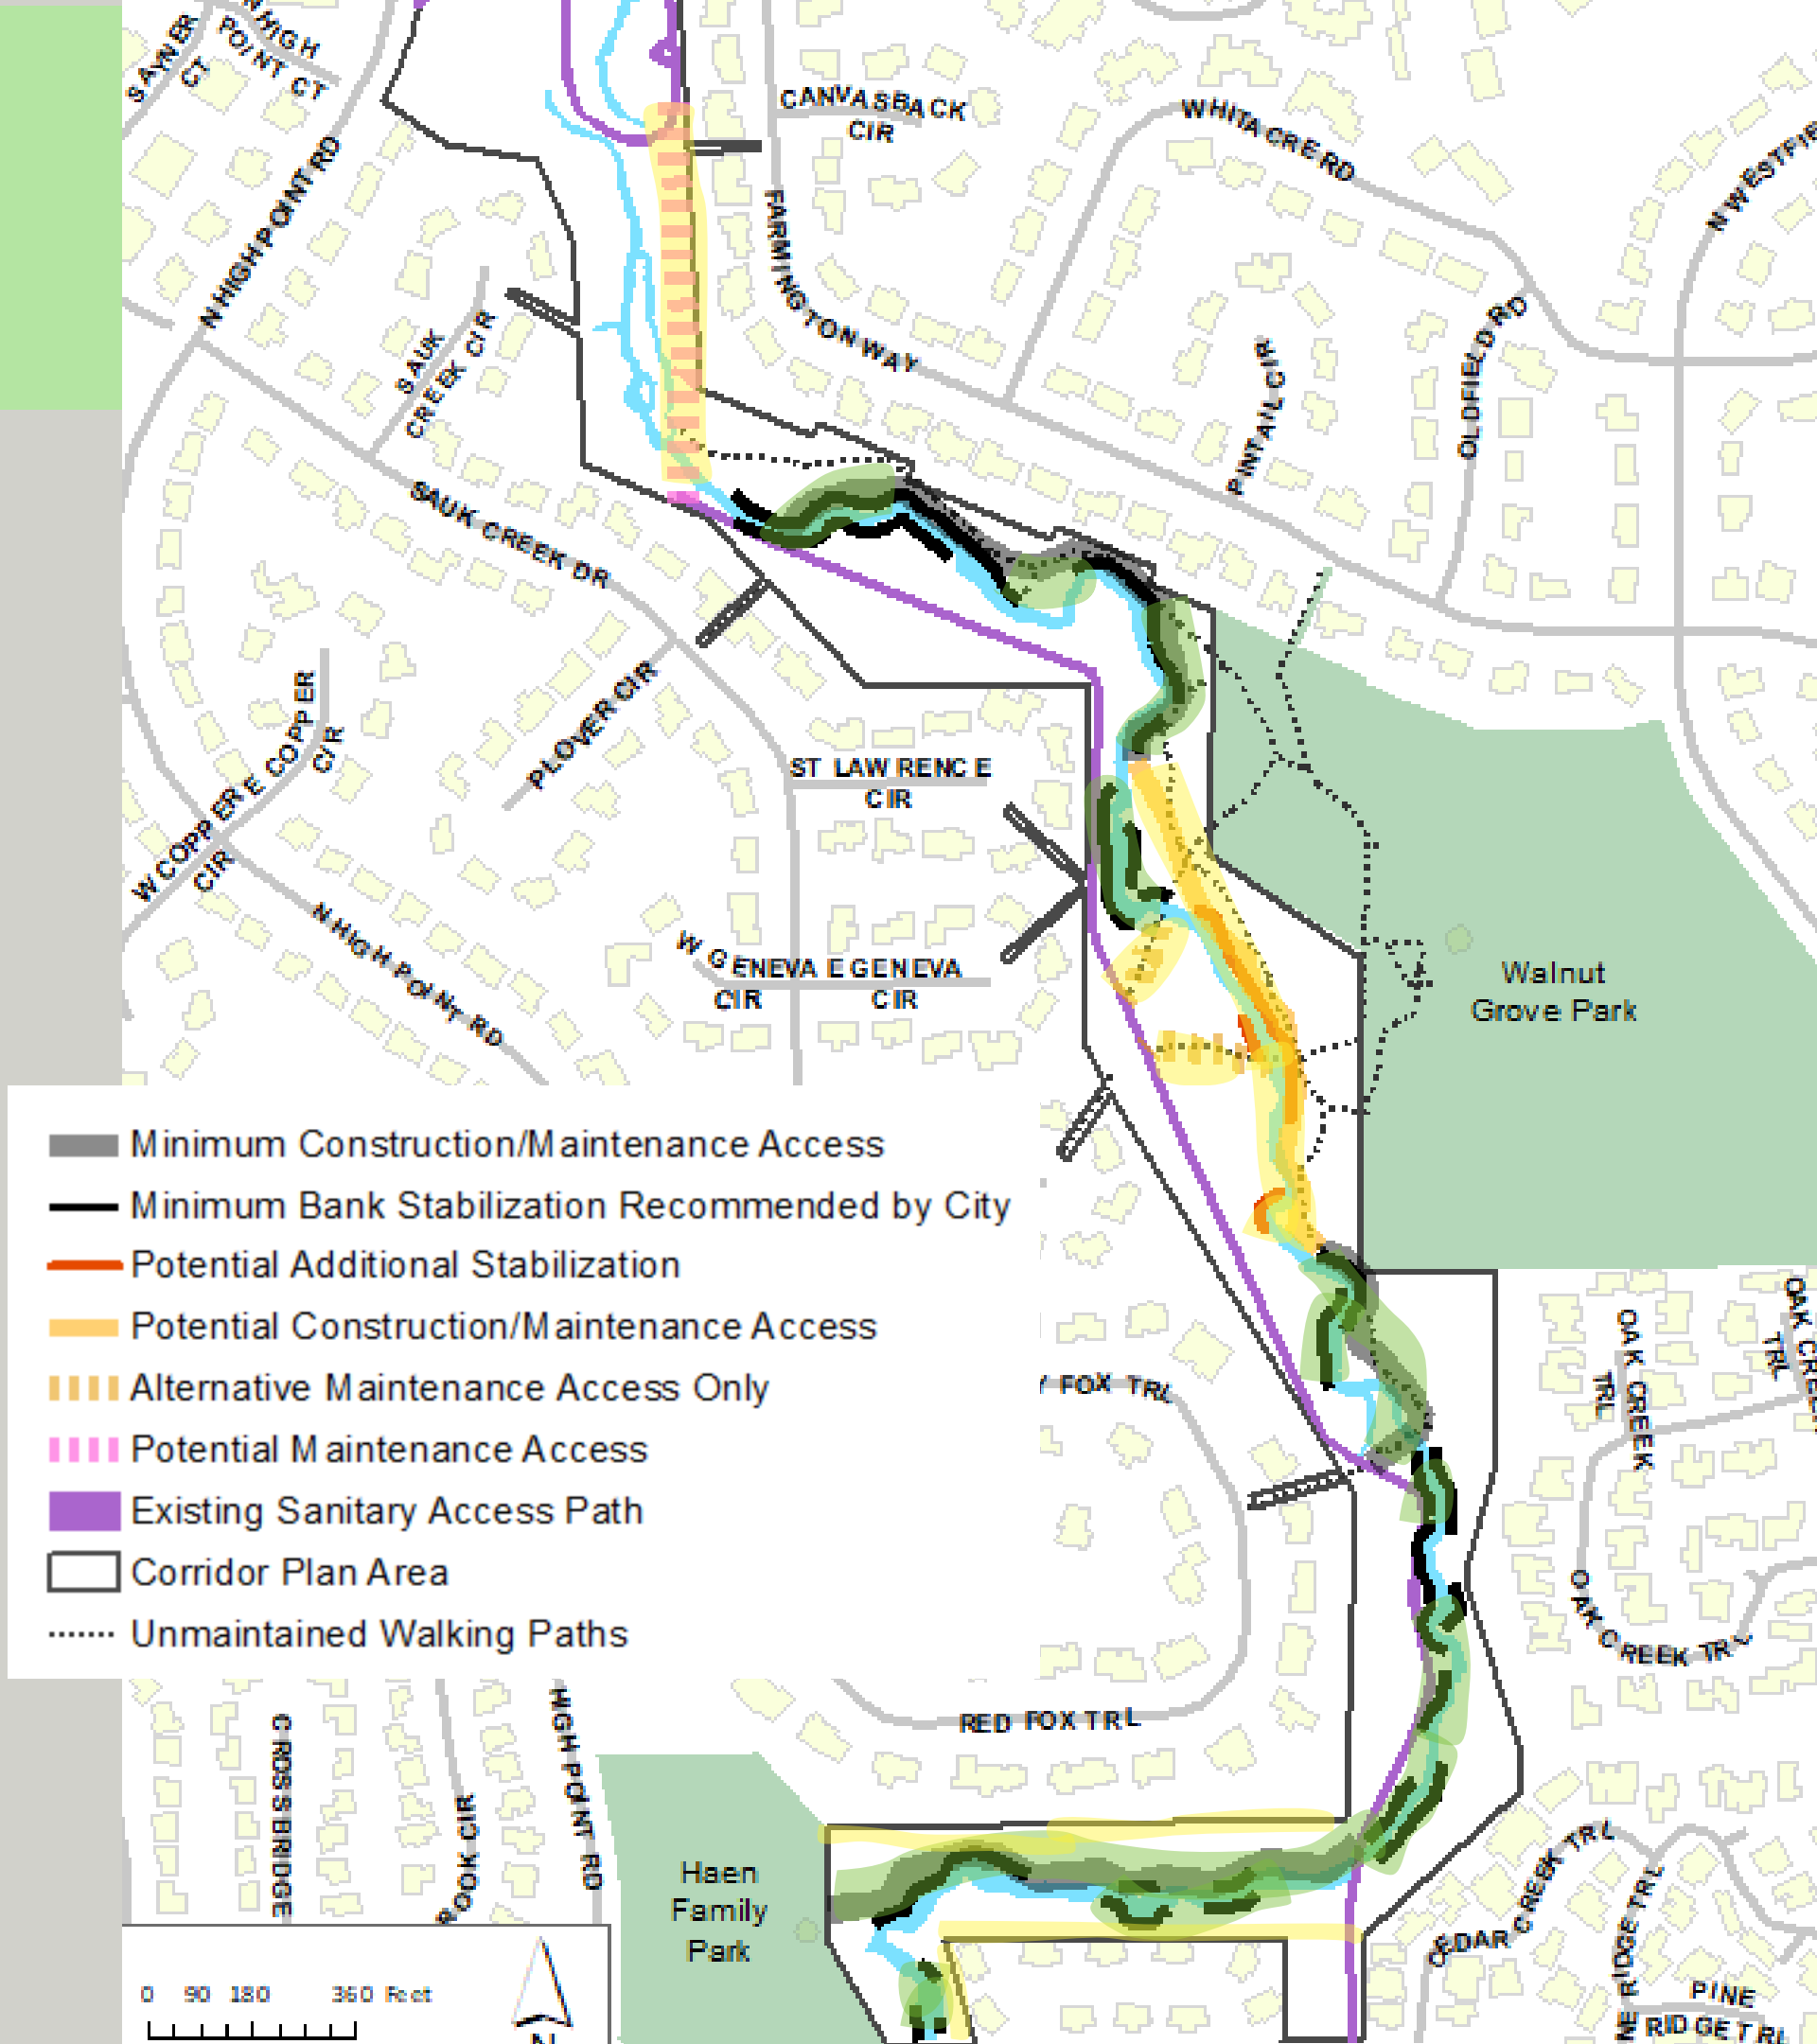 SAYNER
CT
N HIGH
POINT CT
CANVASBACK
CIR
WHITACRE RD
N HIGH POINT RD
FARMINGTON WAY
SAUK
CREEK CIR
PINTAIL CIR
OLDFIELD RD
SAUK CREEK DR
PLOVER CIR
W COPPER E COPPER
CIR
CIR
ST LAWRENCE
CIR
N HIGH POINT RD
W GENEVA E GENEVA
CIR
CIR
Walnut
Grove Park
Minimum Construction/Maintenance Access
Minimum Bank Stabilization Recommended by City
Potential Additional Stabilization
Potential Construction/Maintenance Access
Alternative Maintenance Access Only
Potential Maintenance Access
Existing Sanitary Access Path
Corridor Plan Area
Unmaintained Walking Paths
FOX TRL
OAK CREEK
TRL
OAK
TRL
OAK CREEK TRL
RED FOX TRL
CROSSBRIDGE
CIR
HIGH POINT RD
Haen
Family
Park
CEDAR CREEK TRL
RIDGE TRL
PINE
RIDGE TRL
0 90 180 360 Feet